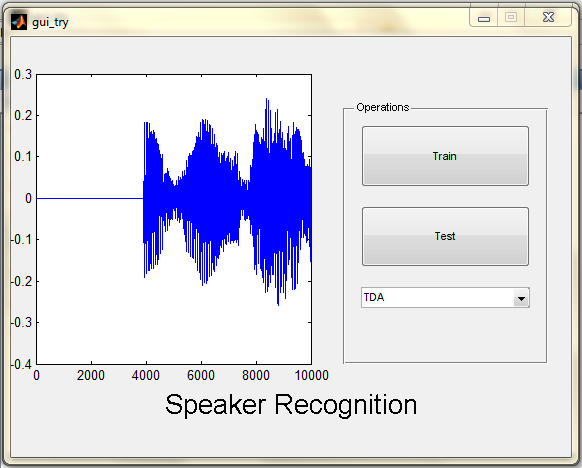 gui_try
0.3
0.2
0.1
0
-0.1
-0.2
-0.3
-0.4
0 2000 4000 6000 8000 10000
Operations
Train
Test
TDA
Speaker Recognition